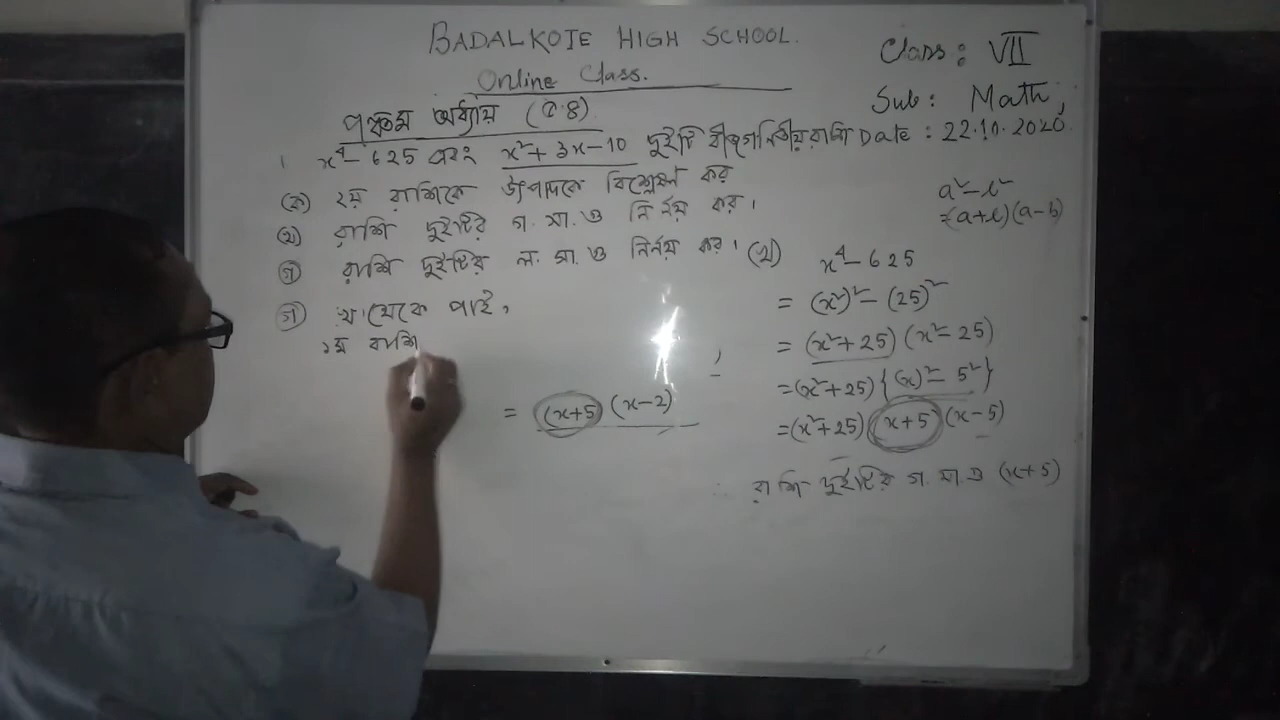 BADALKOTE HIGH SCHOOL.
Online Class.
Class: VII
Sub: Math,
Date: 22.10.2020
পঞ্চম অধ্যায় (৫.৪)
১ x⁴-625 এবং x²+3x-10 দুইটি বীজগণিতীয় রাশি
(ক) ২য় রাশিকে উৎপাদকে বিশ্লেষণ কর
(খ) রাশি দুইটির গ.সা.গু নির্ণয় কর।
(গ) রাশি দুইটির ল.সা.গু নির্ণয় কর।
(গ) 'খ' থেকে পাই,
১ম রাশি
= (x+5)(x-2)
a²-b²
=(a+b)(a-b)
(খ) x⁴-625
= (x²)²-(25)²
= (x²+25)(x²-25)
=(x²+25){(x)²-5²}
=(x²+25)(x+5)(x-5)
রাশি দুইটির গ.সা.গু (x+5)